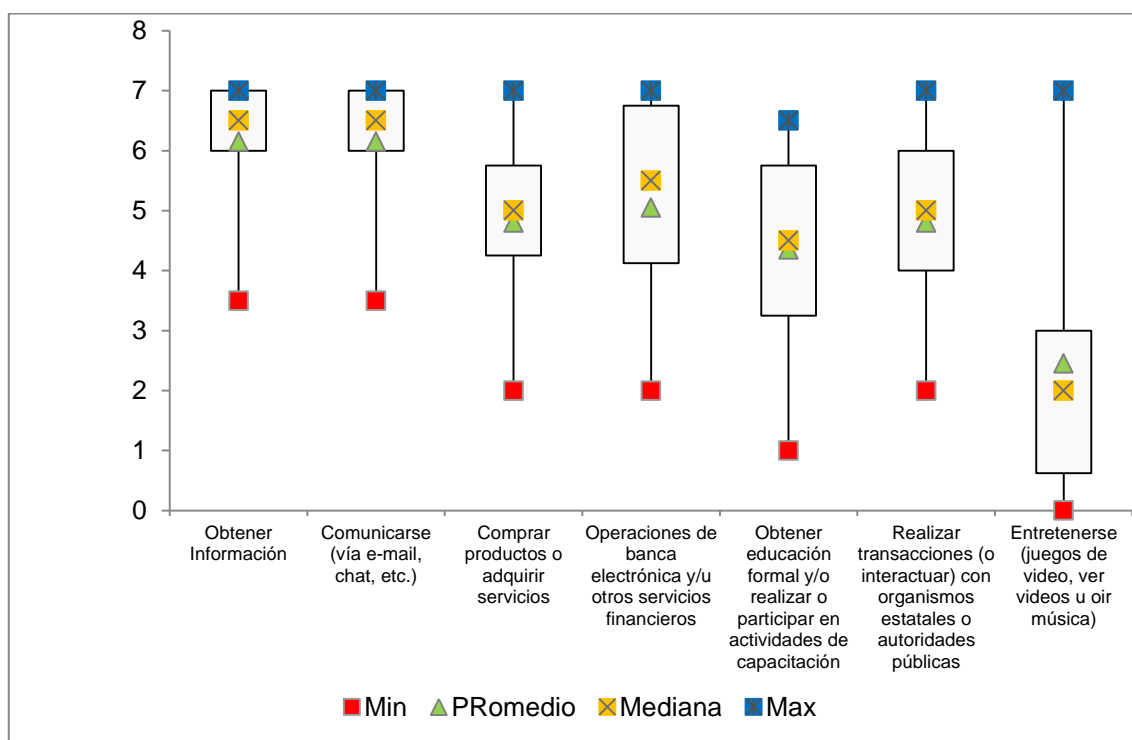 8
7
6
5
4
3
2
1
0
Obtener
Información
Comunicarse
(vía e-mail,
chat, etc.)
Comprar
productos o
adquirir
servicios
Operaciones de
banca
electrónica y/u
otros servicios
financieros
Obtener
educación
formal y/o
realizar o
participar en
actividades de
capacitación
Realizar
transacciones (o
interactuar) con
organismos
estatales o
autoridades
públicas
Entretenerse
(juegos de
video, ver
videos u oir
música)
Min PRomedio Mediana Max